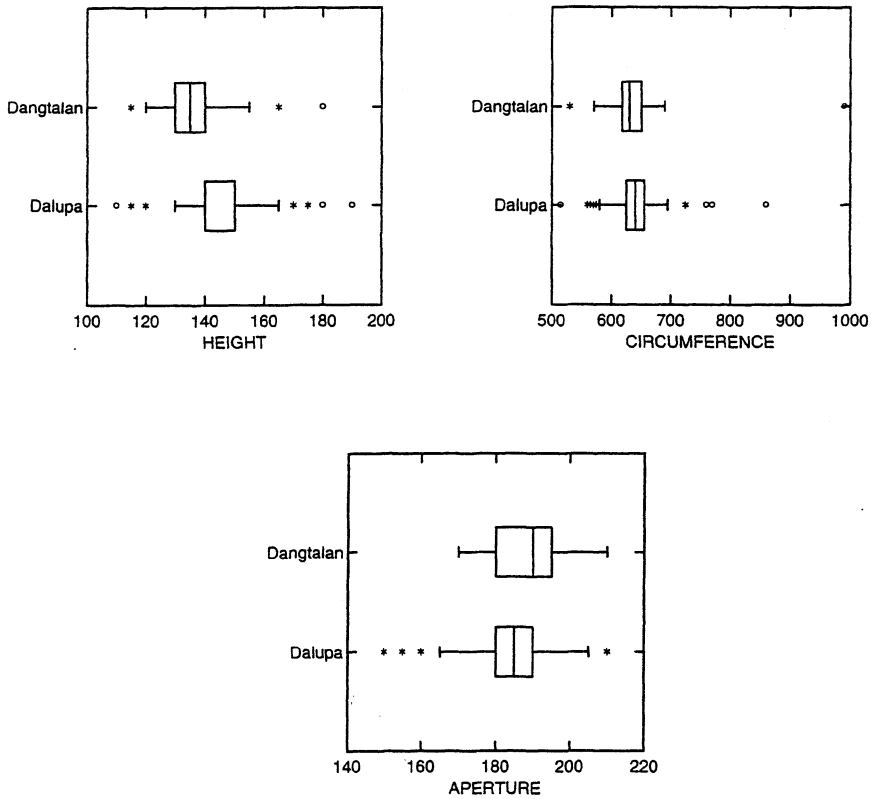 Dangtalan
Dalupa
100 120 140 160 180 200
HEIGHT
Dangtalan
Dalupa
500 600 700 800 900 1000
CIRCUMFERENCE
Dangtalan
Dalupa
140 160 180 200 220
APERTURE